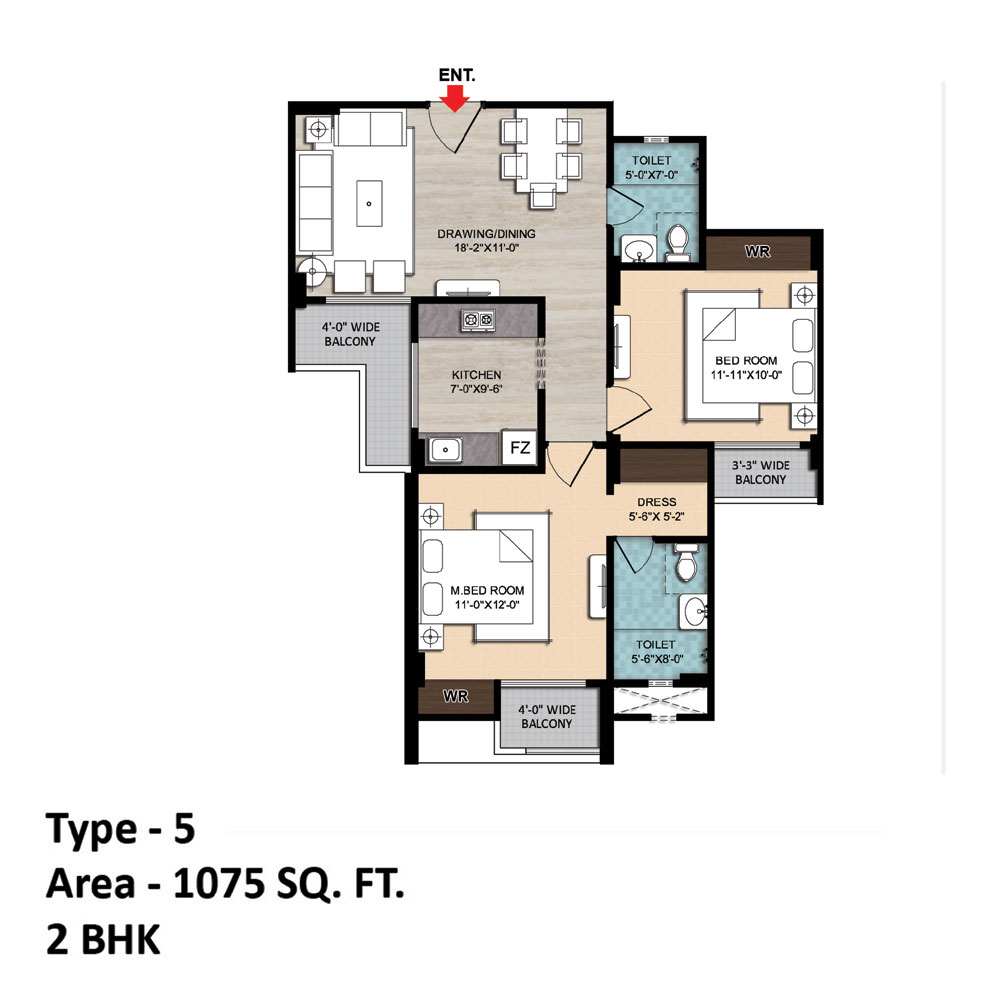 ENT.
TOILET
5'-0"X7'-0"
DRAWING/DINING
18'-2"X11'-0"
WR
4'-0" WIDE
BALCONY
KITCHEN
7'-0"X9'-6"
BED ROOM
11'-11"X10'-0"
FZ
3'-3" WIDE
BALCONY
DRESS
5'-6"X 5'-2"
M.BED ROOM
11'-0"X12'-0"
TOILET
5'-6"X8'-0"
WR
4'-0" WIDE
BALCONY
Type - 5
Area - 1075 SQ. FT.
2 BHK